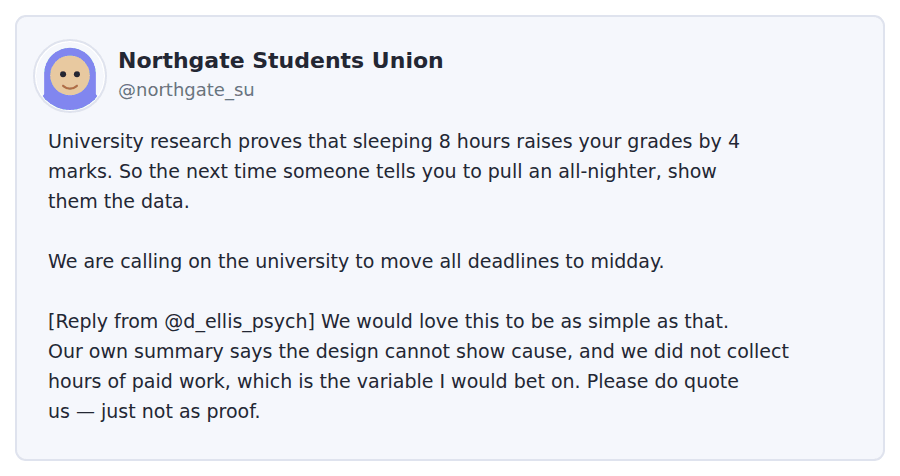 Northgate Students Union
@northgate_su
University research proves that sleeping 8 hours raises your grades by 4
marks. So the next time someone tells you to pull an all-nighter, show
them the data.
We are calling on the university to move all deadlines to midday.
[Reply from @d_ellis_psych] We would love this to be as simple as that.
Our own summary says the design cannot show cause, and we did not collect
hours of paid work, which is the variable I would bet on. Please do quote
us — just not as proof.